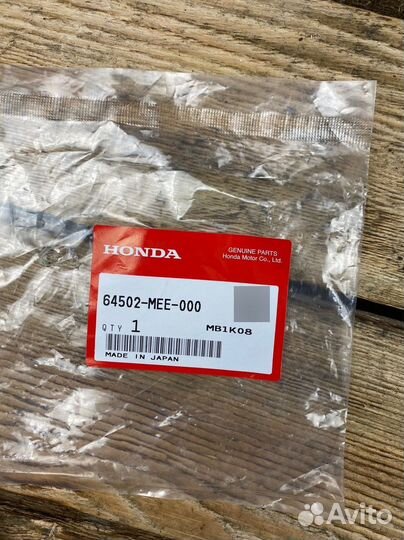 HONDA
GENUINE PARTS
Honda Motor Co., Ltd.
64502-MEE-000
QTY 1
MB1K08
MADE IN JAPAN
Avito